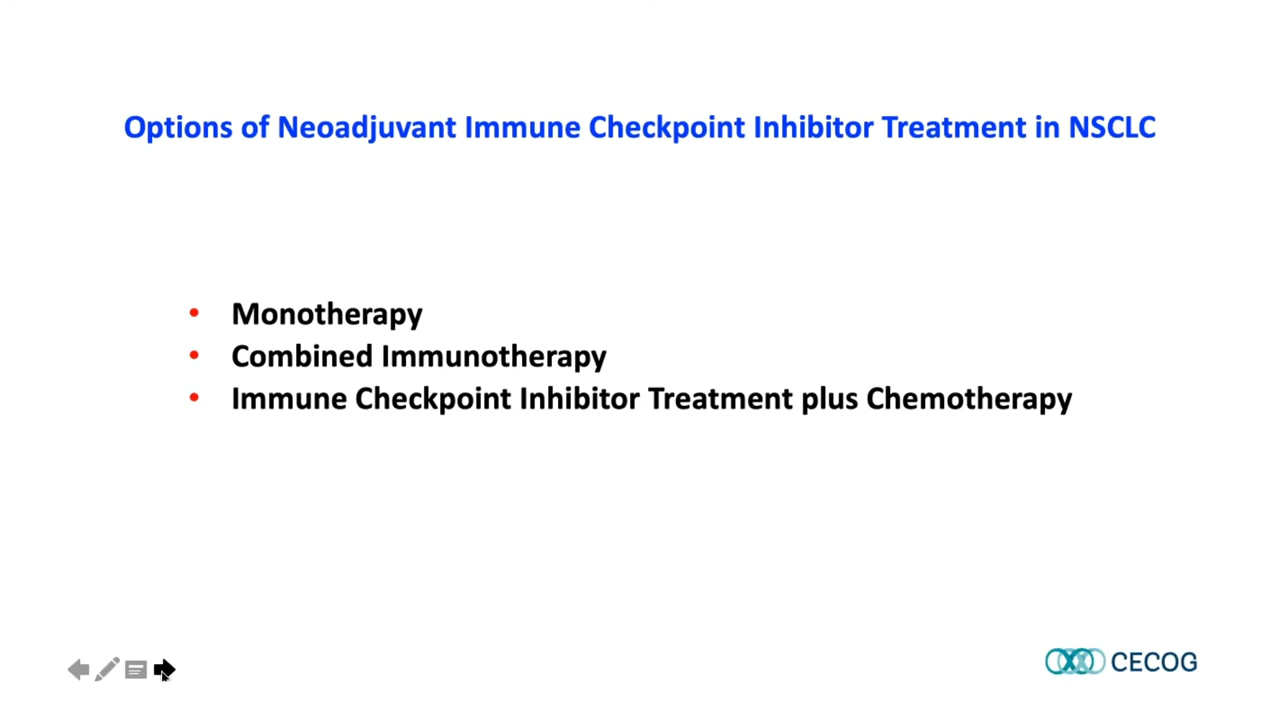 Options of Neoadjuvant Immune Checkpoint Inhibitor Treatment in NSCLC
• Monotherapy
• Combined Immunotherapy
• Immune Checkpoint Inhibitor Treatment plus Chemotherapy
CECOG